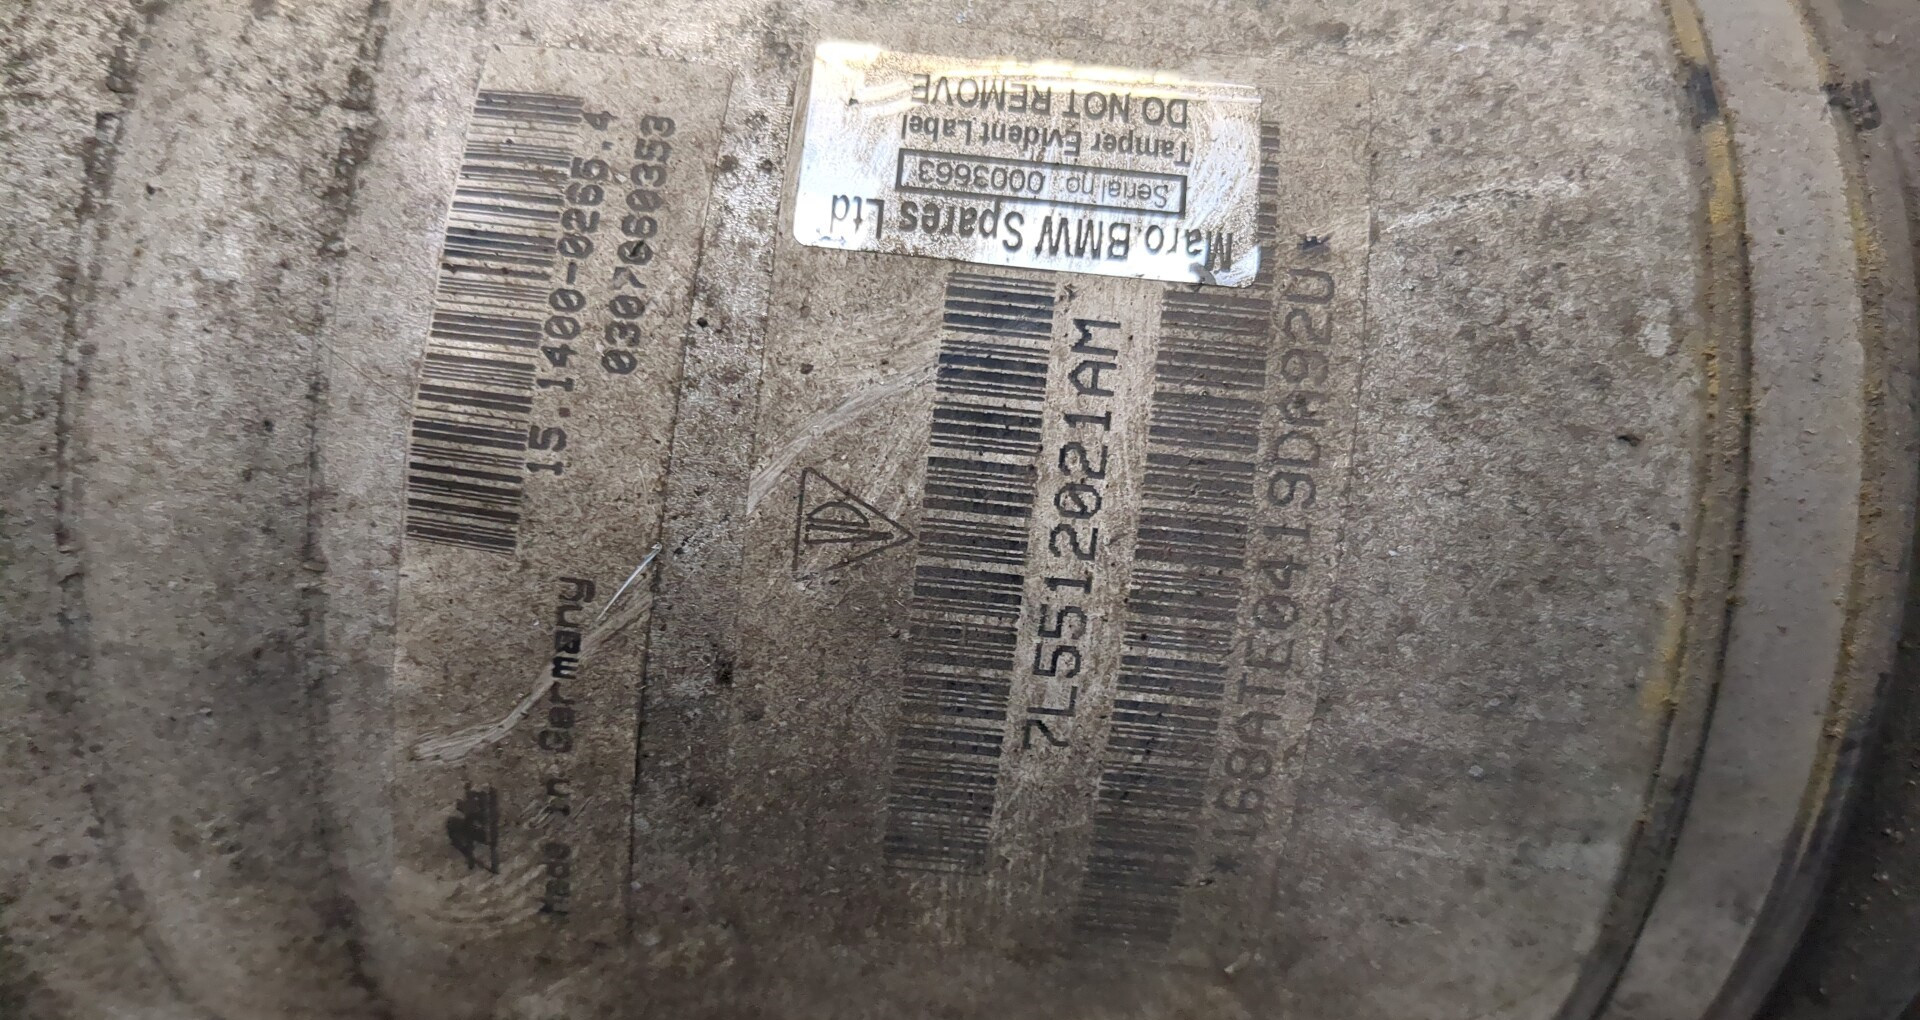 15.1400-0265.4
0307060353
Made in Germany
7L5512021AM
*168ATE0419DA92U*
Maro BMW Spares Ltd
Serial no. 0003663
Tamper Evident Label
DO NOT REMOVE